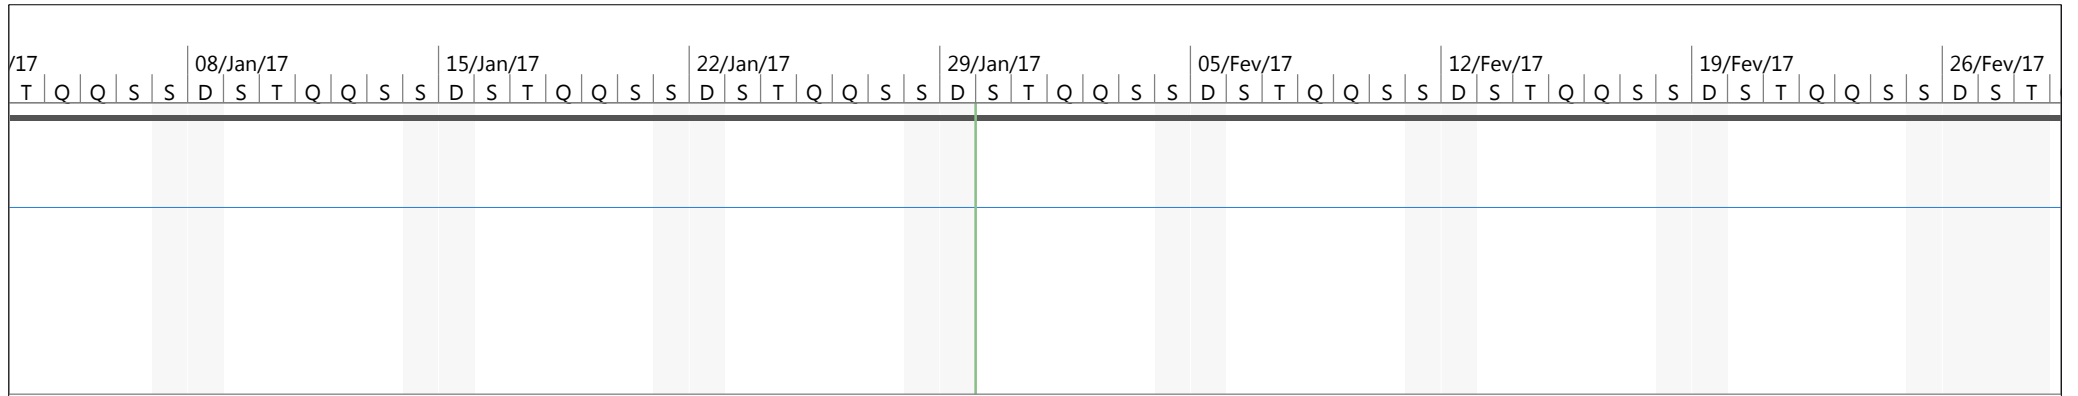 /17 08/Jan/17 15/Jan/17 22/Jan/17 29/Jan/17 05/Fev/17 12/Fev/17 19/Fev/17 26/Fev/17
T Q Q S S D S T Q Q S S D S T Q Q S S D S T Q Q S S D S T Q Q S S D S T Q Q S S D S T Q Q S S D S T Q Q S S D S T